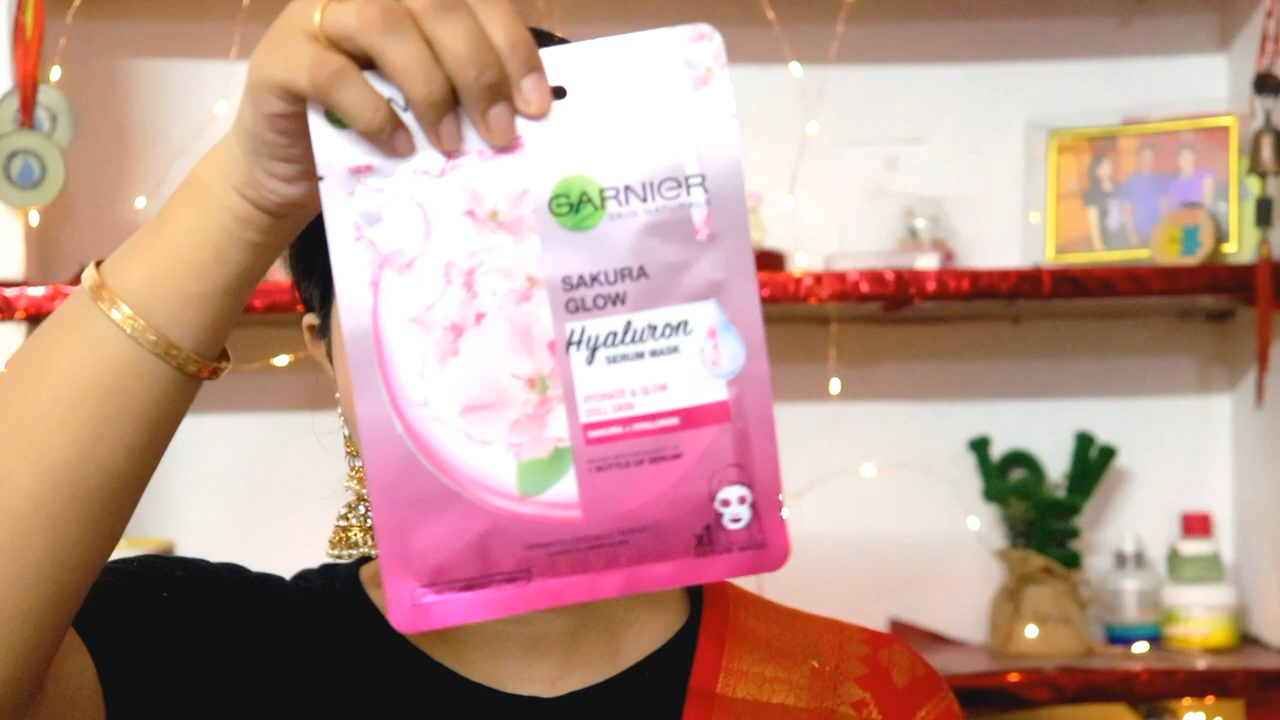 GARNIER
SKIN NATURALS
SAKURA
GLOW
Hyaluron
SERUM MASK
HYDRATE & GLOW
DULL SKIN
SAKURA + HYALURON
1 BOTTLE OF SERUM
x1